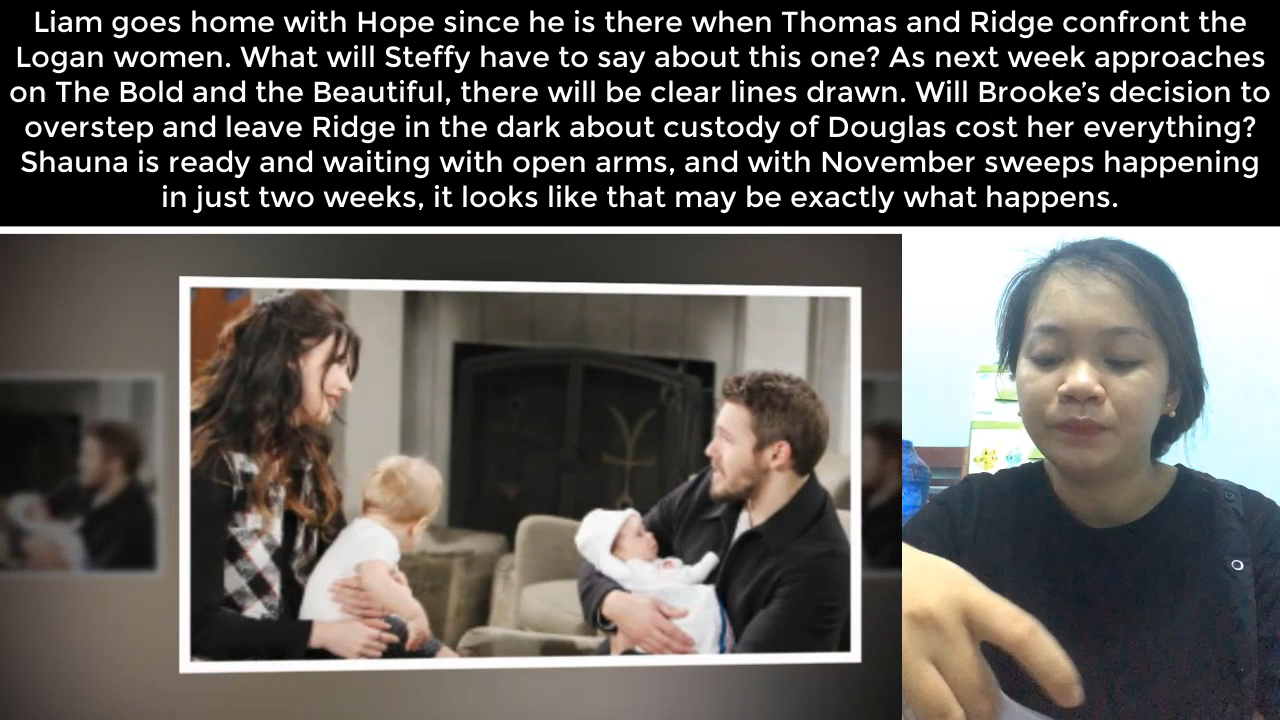 Liam goes home with Hope since he is there when Thomas and Ridge confront the
Logan women. What will Steffy have to say about this one? As next week approaches
on The Bold and the Beautiful, there will be clear lines drawn. Will Brooke’s decision to
overstep and leave Ridge in the dark about custody of Douglas cost her everything?
Shauna is ready and waiting with open arms, and with November sweeps happening
in just two weeks, it looks like that may be exactly what happens.